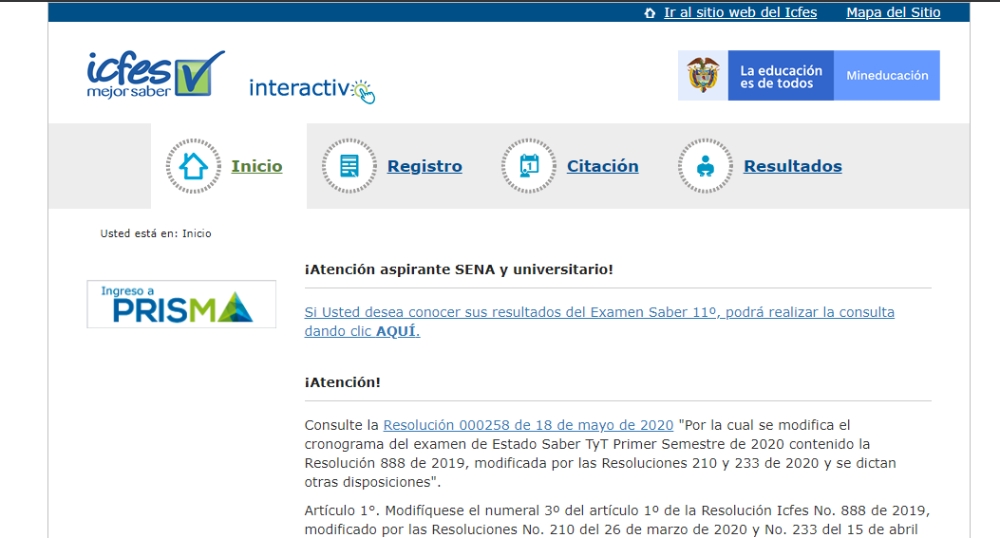 Ir al sitio web del Icfes Mapa del Sitio
icfes
mejor saber
interactiv
La educación
es de todos
Mineducación
Inicio Registro Citación Resultados
1
Usted está en: Inicio
Ingreso a
PRISMA
¡Atención aspirante SENA y universitario!
Si Usted desea conocer sus resultados del Examen Saber 11º, podrá realizar la consulta
dando clic AQUÍ.
¡Atención!
Consulte la Resolución 000258 de 18 de mayo de 2020 "Por la cual se modifica el
cronograma del examen de Estado Saber TyT Primer Semestre de 2020 contenido la
Resolución 888 de 2019, modificada por las Resoluciones 210 y 233 de 2020 y se dictan
otras disposiciones".
Artículo 1°. Modifíquese el numeral 3º del artículo 1º de la Resolución Icfes No. 888 de 2019,
modificado por las Resoluciones No. 210 del 26 de marzo de 2020 y No. 233 del 15 de abril